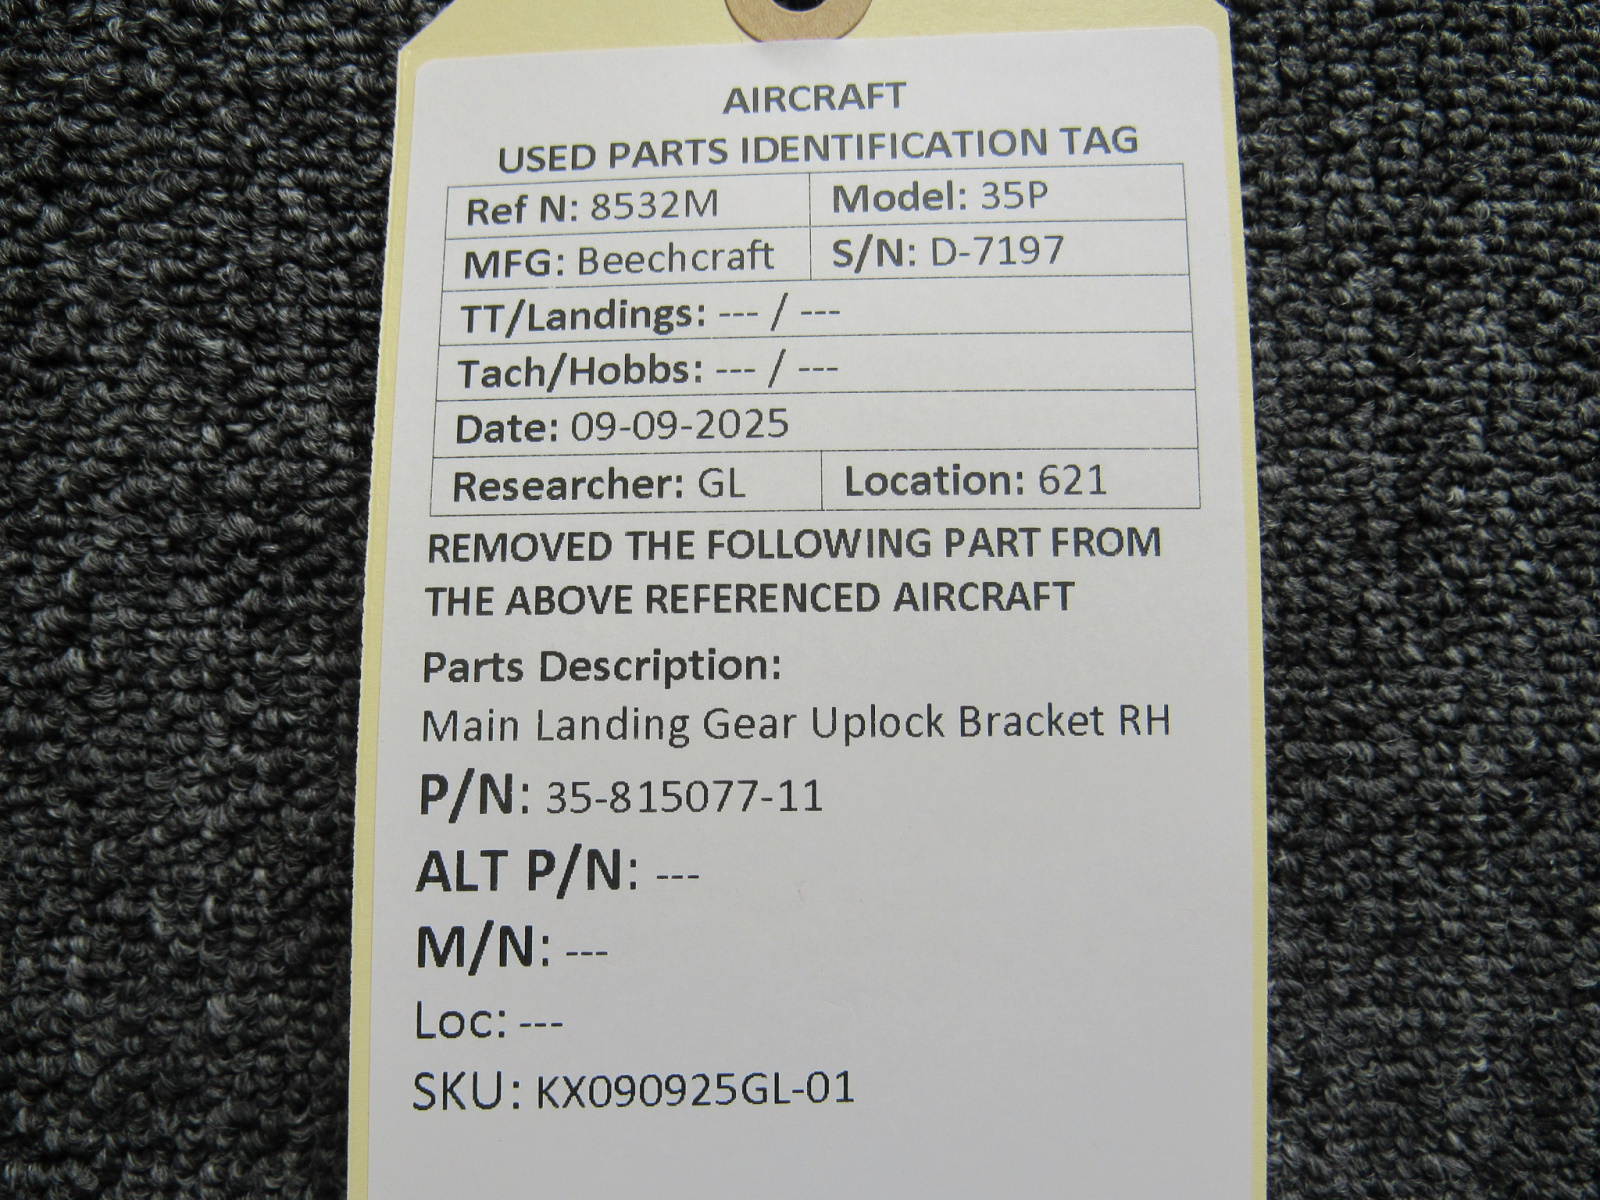 AIRCRAFT
USED PARTS IDENTIFICATION TAG
Ref N: 8532M Model: 35P
MFG: Beechcraft S/N: D-7197
TT/Landings: --- / ---
Tach/Hobbs: --- / ---
Date: 09-09-2025
Researcher: GL Location: 621
REMOVED THE FOLLOWING PART FROM
THE ABOVE REFERENCED AIRCRAFT
Parts Description:
Main Landing Gear Uplock Bracket RH
P/N: 35-815077-11
ALT P/N: ---
M/N: ---
Loc: ---
SKU: KX090925GL-01